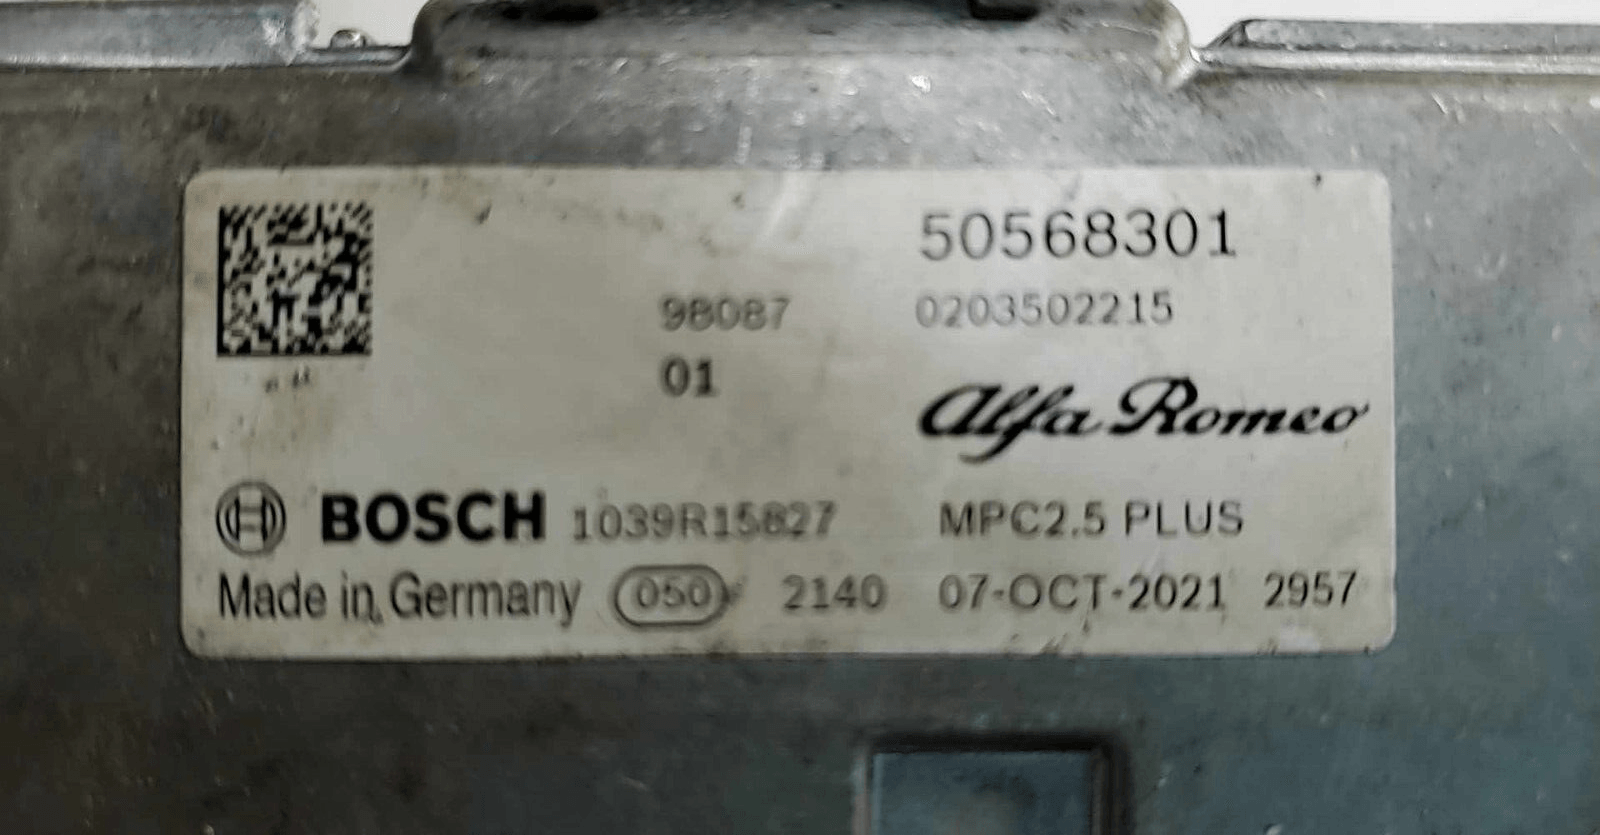 50568301
98087 0203502215
01
Alfa Romeo
BOSCH 1039R15827 MPC2.5 PLUS
Made in Germany 050 2140 07-OCT-2021 2957